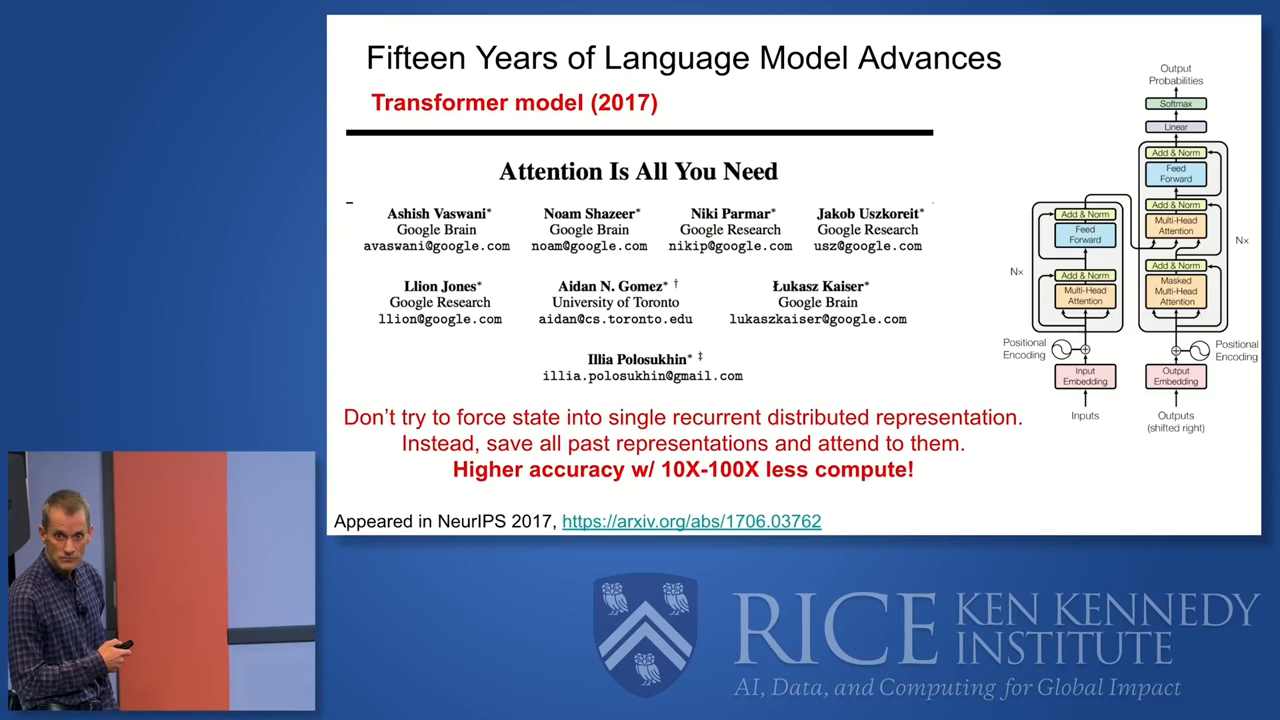 Fifteen Years of Language Model Advances
Transformer model (2017)
Attention Is All You Need
Ashish Vaswani*
Google Brain
avaswani@google.com
Noam Shazeer*
Google Brain
noam@google.com
Niki Parmar*
Google Research
nikip@google.com
Jakob Uszkoreit*
Google Research
usz@google.com
Llion Jones*
Google Research
llion@google.com
Aidan N. Gomez* †
University of Toronto
aidan@cs.toronto.edu
Łukasz Kaiser*
Google Brain
lukaszkaiser@google.com
Illia Polosukhin* ‡
illia.polosukhin@gmail.com
Don't try to force state into single recurrent distributed representation.
Instead, save all past representations and attend to them.
Higher accuracy w/ 10X-100X less compute!
Appeared in NeurIPS 2017, https://arxiv.org/abs/1706.03762
Output
Probabilities
Softmax
Linear
Add & Norm
Feed
Forward
Add & Norm
Multi-Head
Attention
Add & Norm
Masked
Multi-Head
Attention
Nx
Add & Norm
Feed
Forward
Add & Norm
Multi-Head
Attention
Nx
Positional
Encoding
Positional
Encoding
Input
Embedding
Output
Embedding
Inputs
Outputs
(shifted right)
RICE
KEN KENNEDY
INSTITUTE
AI, Data, and Computing for Global Impact